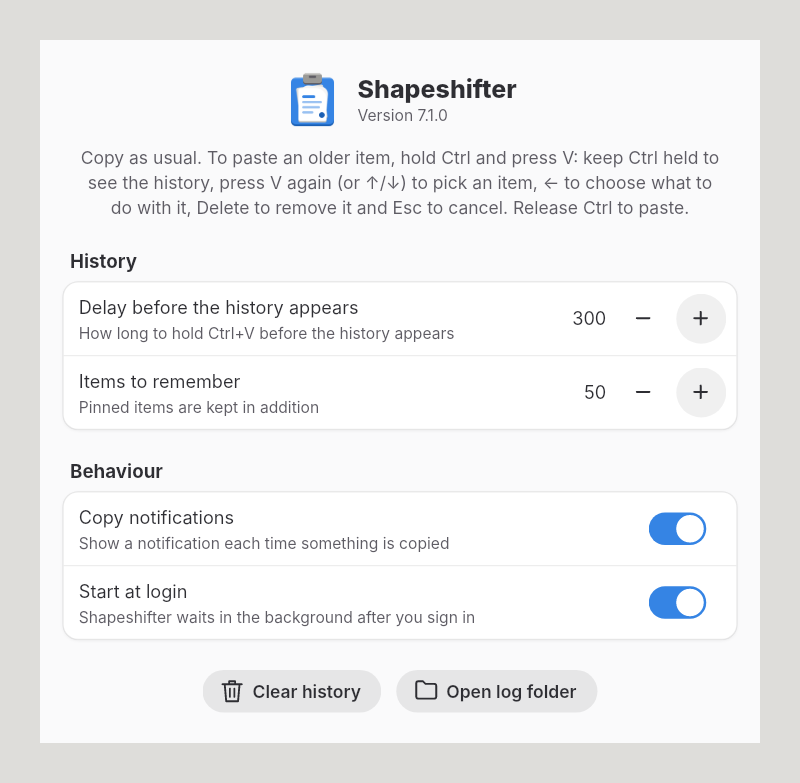 Shapeshifter
Version 7.1.0
Copy as usual. To paste an older item, hold Ctrl and press V: keep Ctrl held to
see the history, press V again (or ↑/↓) to pick an item, ← to choose what to
do with it, Delete to remove it and Esc to cancel. Release Ctrl to paste.
History
Delay before the history appears
How long to hold Ctrl+V before the history appears
300 − +
Items to remember
Pinned items are kept in addition
50 − +
Behaviour
Copy notifications
Show a notification each time something is copied
Start at login
Shapeshifter waits in the background after you sign in
Clear history
Open log folder